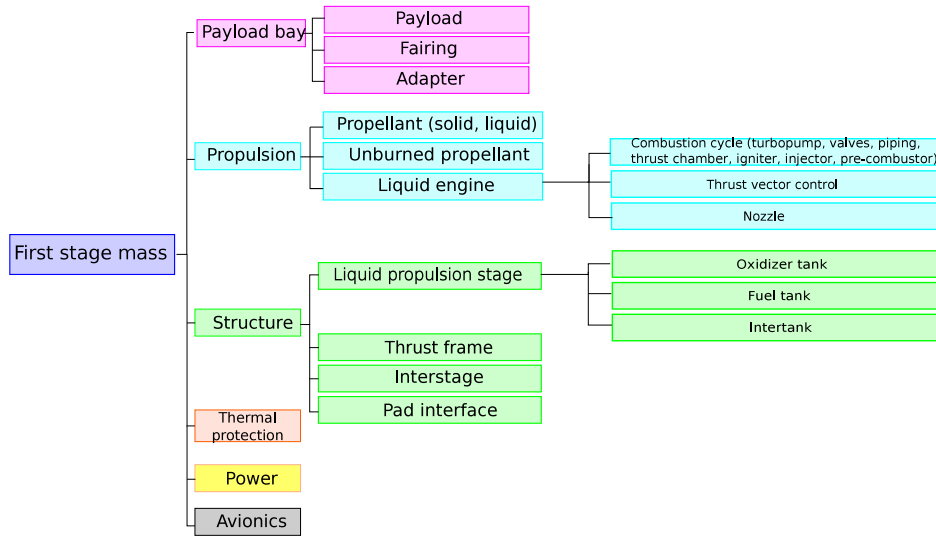 First stage mass
Payload bay
Payload
Fairing
Adapter
Propulsion
Propellant (solid, liquid)
Unburned propellant
Liquid engine
Combustion cycle (turbopump, valves, piping,
thrust chamber, igniter, injector, pre-combustor)
Thrust vector control
Nozzle
Structure
Liquid propulsion stage
Oxidizer tank
Fuel tank
Intertank
Thrust frame
Interstage
Pad interface
Thermal
protection
Power
Avionics